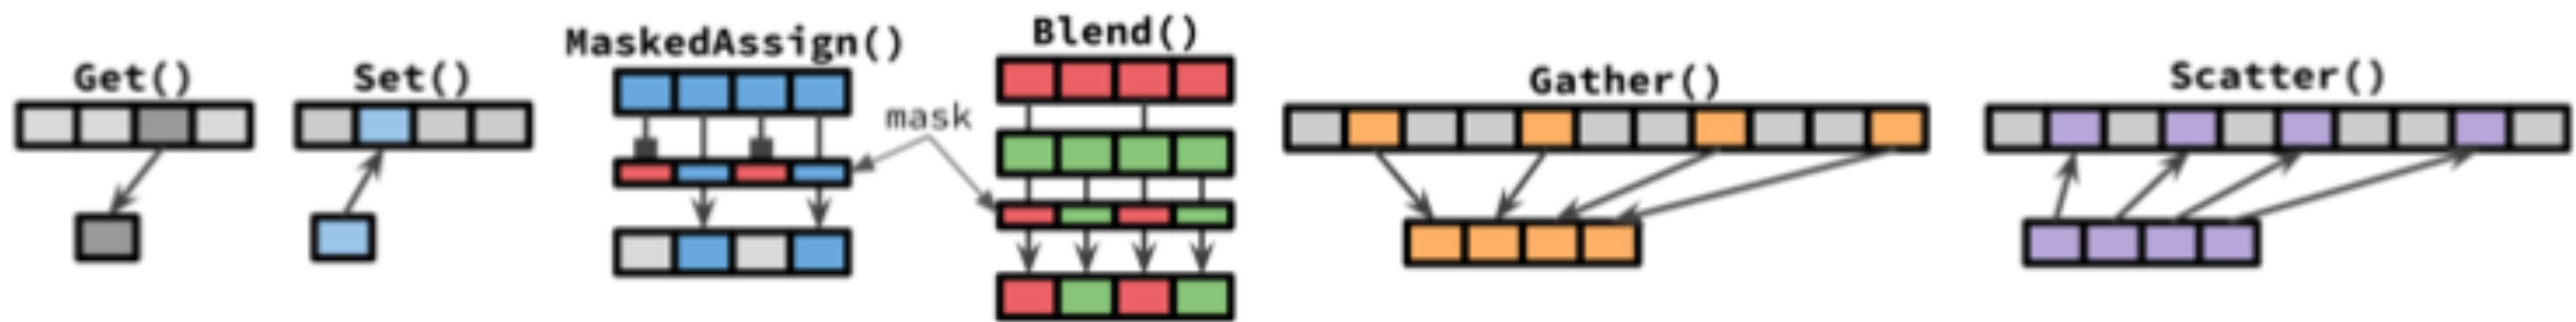 Get()
Set()
MaskedAssign()
mask
Blend()
Gather()
Scatter()